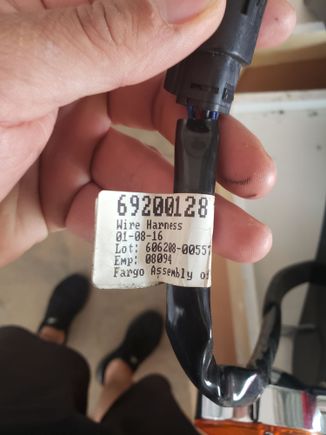 69200128
Wire Harness
01-08-16
Lot: 606208-00557
Emp: 08094
Fargo Assembly of